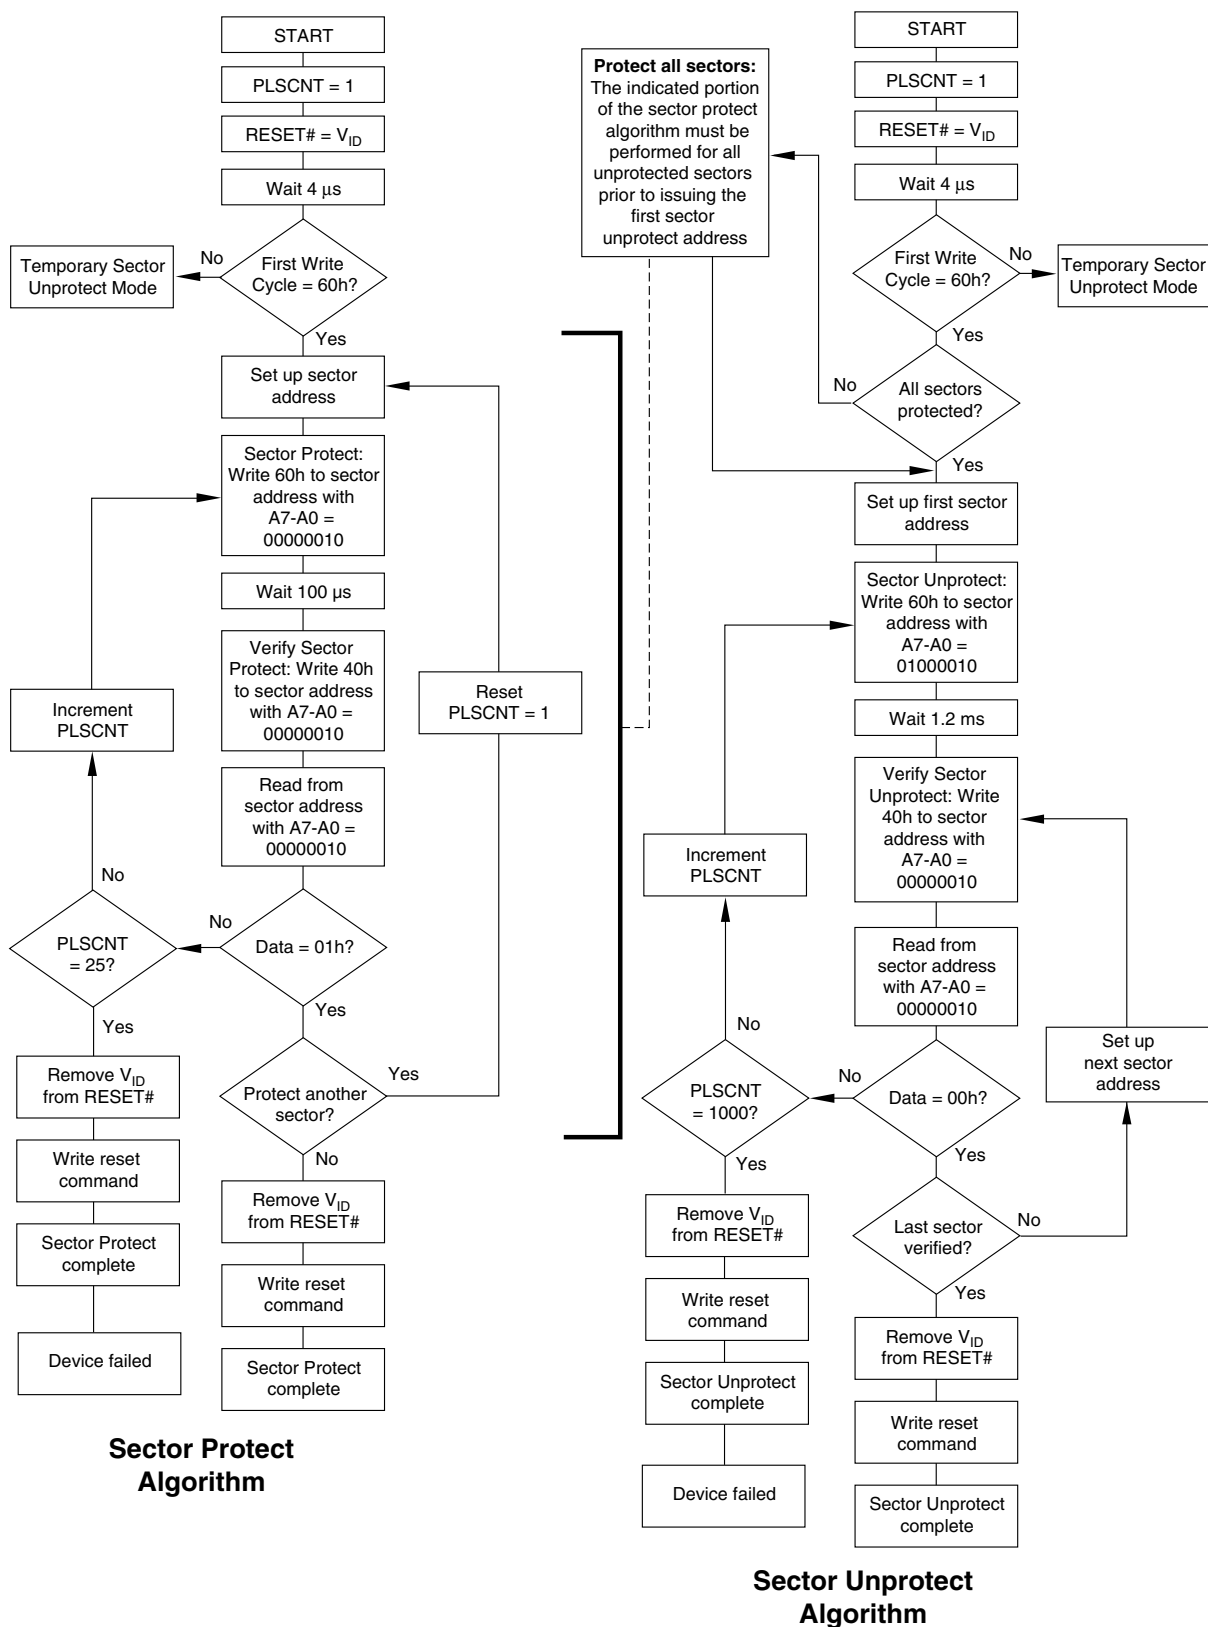 START
PLSCNT = 1
RESET# = VID
Wait 4 μs
First Write
Cycle = 60h?
No
Temporary Sector
Unprotect Mode
Yes
Set up sector
address
Sector Protect:
Write 60h to sector
address with
A7-A0 =
00000010
Wait 100 µs
Verify Sector
Protect: Write 40h
to sector address
with A7-A0 =
00000010
Read from
sector address
with A7-A0 =
00000010
Data = 01h?
No
PLSCNT
= 25?
No
Increment
PLSCNT
Yes
Remove VID
from RESET#
Write reset
command
Sector Protect
complete
Device failed
Yes
Protect another
sector?
Yes
Reset
PLSCNT = 1
No
Remove VID
from RESET#
Write reset
command
Sector Protect
complete
Sector Protect
Algorithm
Protect all sectors:
The indicated portion
of the sector protect
algorithm must be
performed for all
unprotected sectors
prior to issuing the
first sector
unprotect address
START
PLSCNT = 1
RESET# = VID
Wait 4 μs
First Write
Cycle = 60h?
No
Temporary Sector
Unprotect Mode
Yes
All sectors
protected?
No
Yes
Set up first sector
address
Sector Unprotect:
Write 60h to sector
address with
A7-A0 =
01000010
Wait 1.2 ms
Verify Sector
Unprotect: Write
40h to sector
address with
A7-A0 =
00000010
Read from
sector address
with A7-A0 =
00000010
Data = 00h?
No
PLSCNT
= 1000?
No
Increment
PLSCNT
Yes
Remove VID
from RESET#
Write reset
command
Sector Unprotect
complete
Device failed
Yes
Last sector
verified?
No
Set up
next sector
address
Yes
Remove VID
from RESET#
Write reset
command
Sector Unprotect
complete
Sector Unprotect
Algorithm